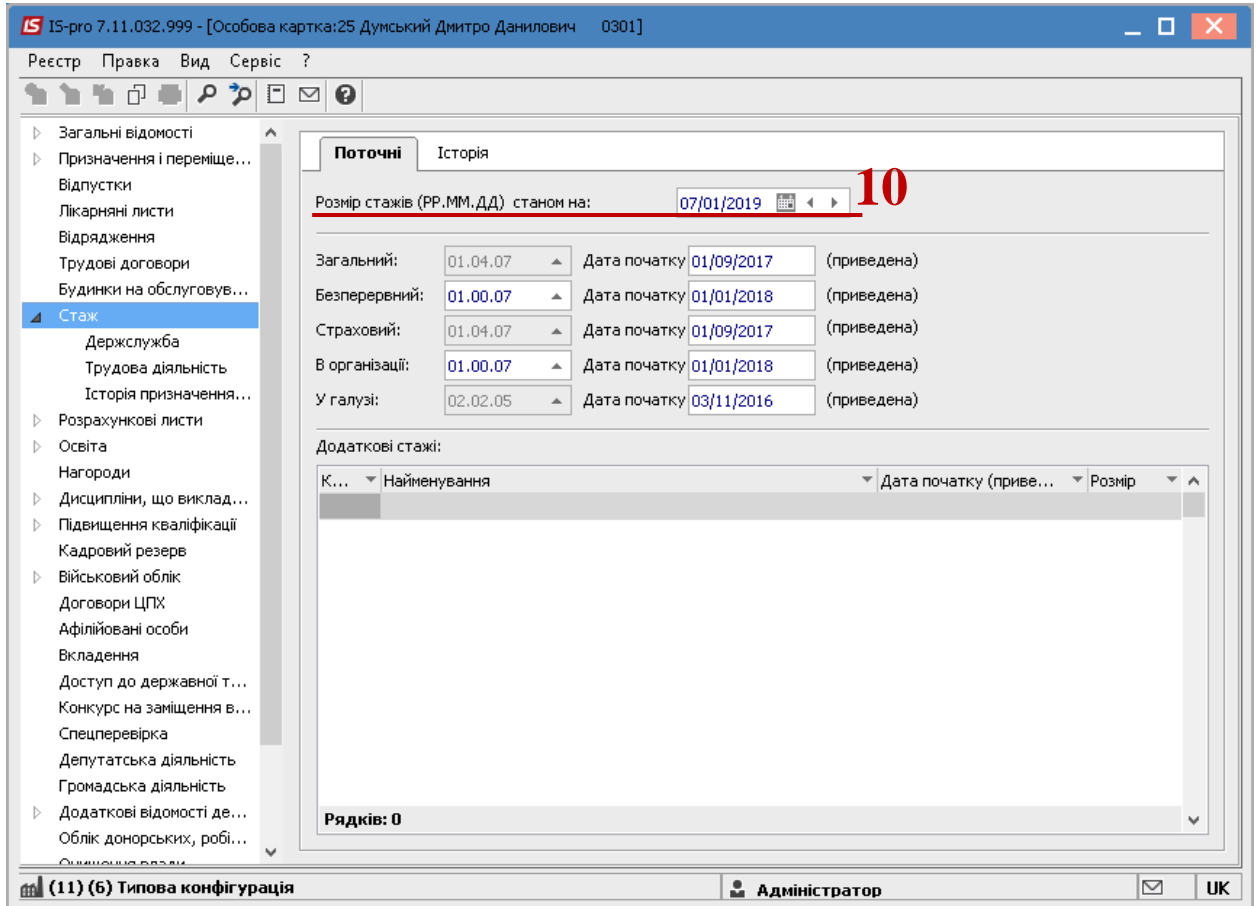 IS-pro 7.11.032.999 - [Особова картка:25 Думський Дмитро Данилович 0301]
Реєстр Правка Вид Сервіс ?
Загальні відомості
Призначення і переміще...
Відпустки
Лікарняні листи
Відрядження
Трудові договори
Будинки на обслуговув...
Стаж
Держслужба
Трудова діяльність
Історія призначення...
Розрахункові листи
Освіта
Нагороди
Дисципліни, що виклад...
Підвищення кваліфікації
Кадровий резерв
Військовий облік
Договори ЦПХ
Афілійовані особи
Вкладення
Доступ до державної т...
Конкурс на заміщення в...
Спецперевірка
Депутатська діяльність
Громадська діяльність
Додаткові відомості де...
Облік донорських, робі...
Очищення влади
Поточні Історія
Розмір стажів (РР.ММ.ДД) станом на: 07/01/2019 10
Загальний: 01.04.07 Дата початку 01/09/2017 (приведена)
Безперервний: 01.00.07 Дата початку 01/01/2018 (приведена)
Страховий: 01.04.07 Дата початку 01/09/2017 (приведена)
В організації: 01.00.07 Дата початку 01/01/2018 (приведена)
У галузі: 02.02.05 Дата початку 03/11/2016 (приведена)
Додаткові стажі:
К... Найменування Дата початку (приве... Розмір
Рядків: 0
(11) (6) Типова конфігурація Адміністратор UK